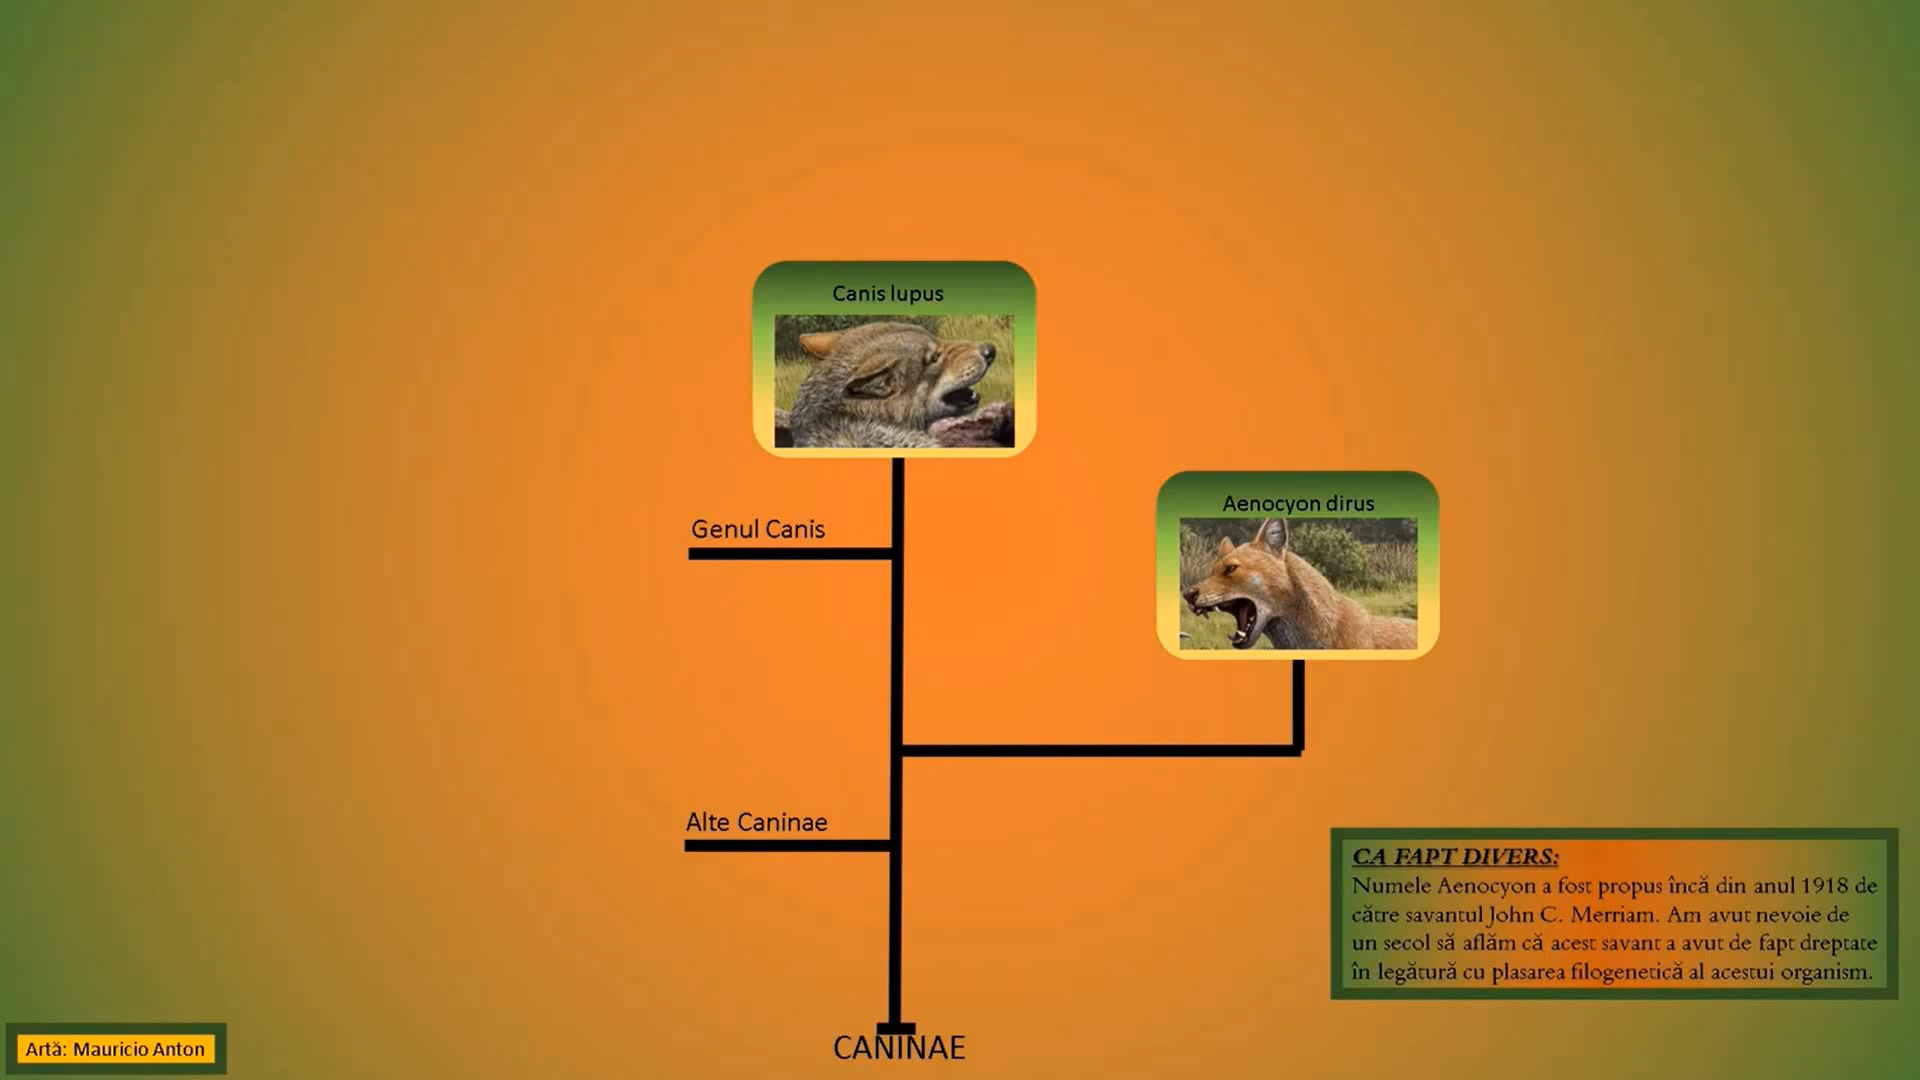 Canis lupus
Aenocyon dirus
Genul Canis
Alte Caninae
CA FAPT DIVERS:
Numele Aenocyon a fost propus încă din anul 1918 de
către savantul John C. Merriam. Am avut nevoie de
un secol să aflăm că acest savant a avut de fapt dreptate
în legătură cu plasarea filogenetică al acestui organism.
CANINAE
Artă: Mauricio Anton